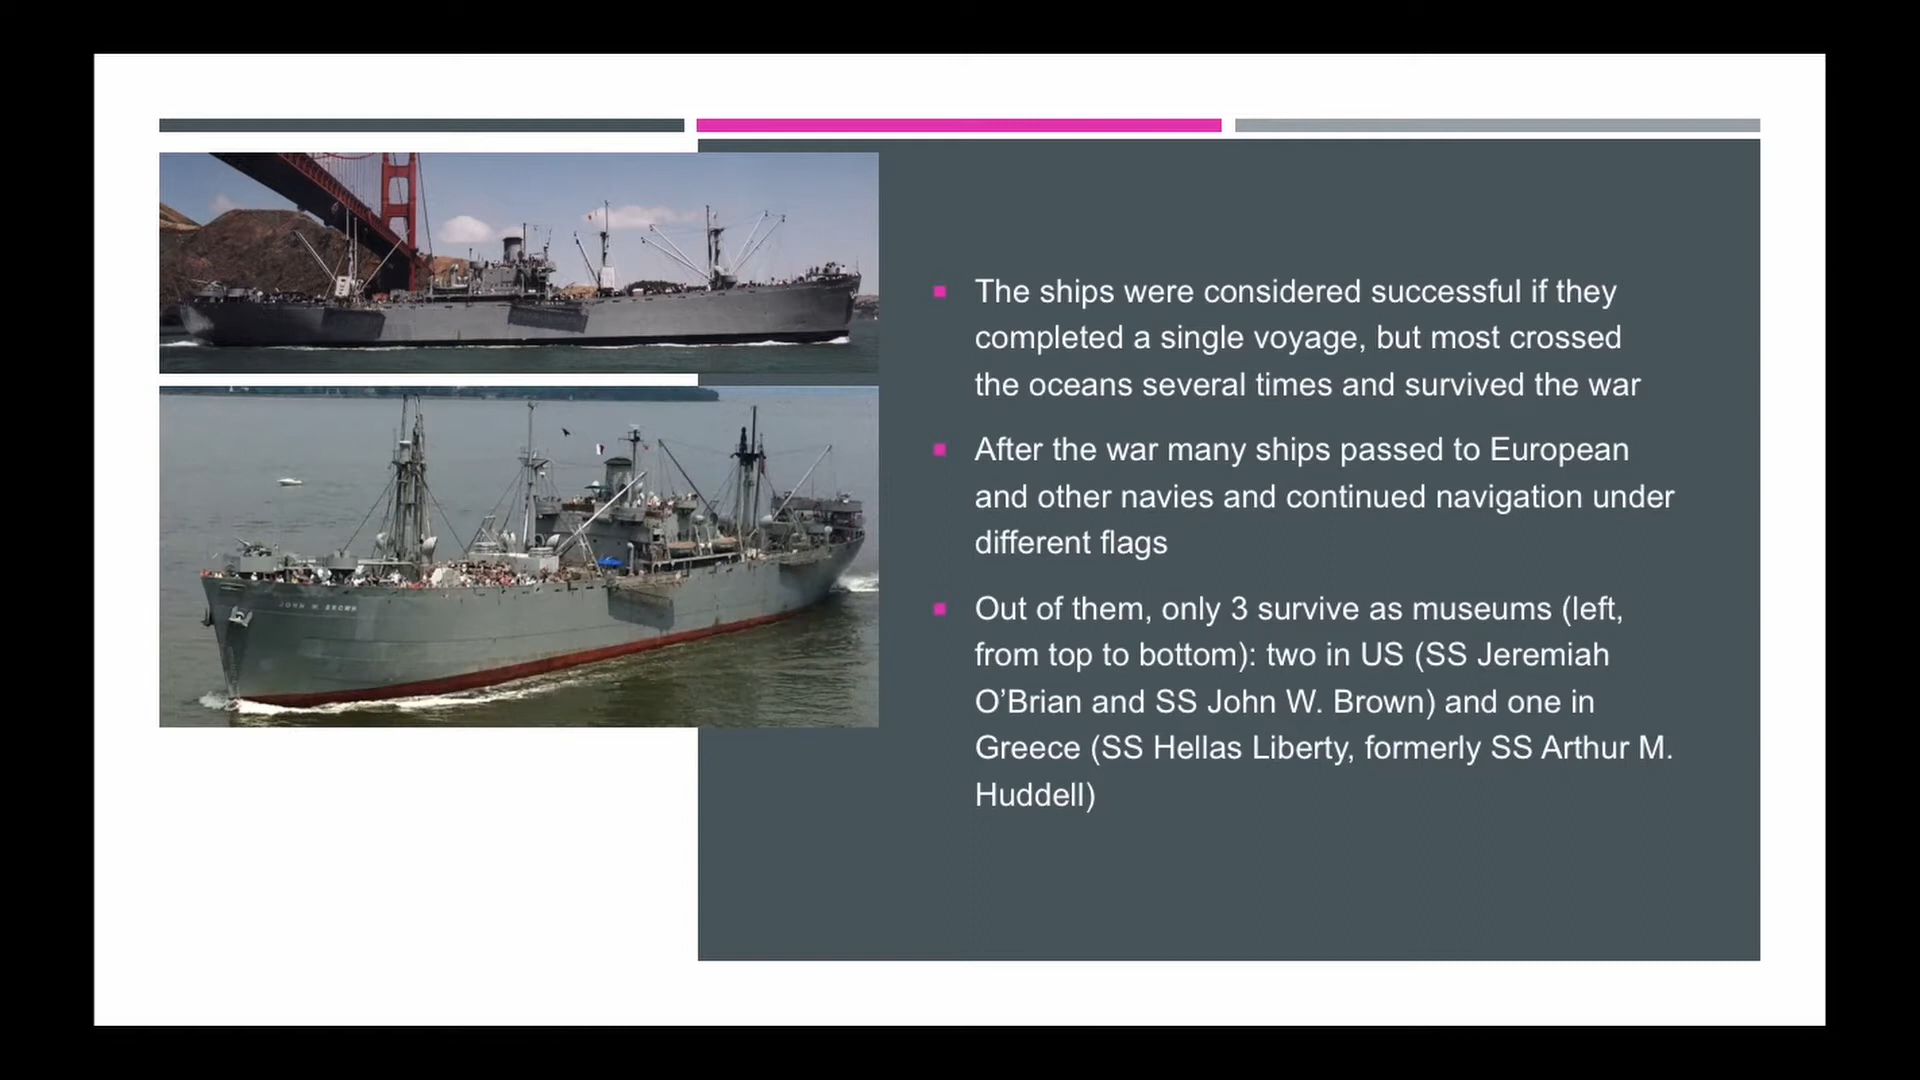 The ships were considered successful if they
completed a single voyage, but most crossed
the oceans several times and survived the war
After the war many ships passed to European
and other navies and continued navigation under
different flags
Out of them, only 3 survive as museums (left,
from top to bottom): two in US (SS Jeremiah
O’Brian and SS John W. Brown) and one in
Greece (SS Hellas Liberty, formerly SS Arthur M.
Huddell)
JOHN W. BROWN